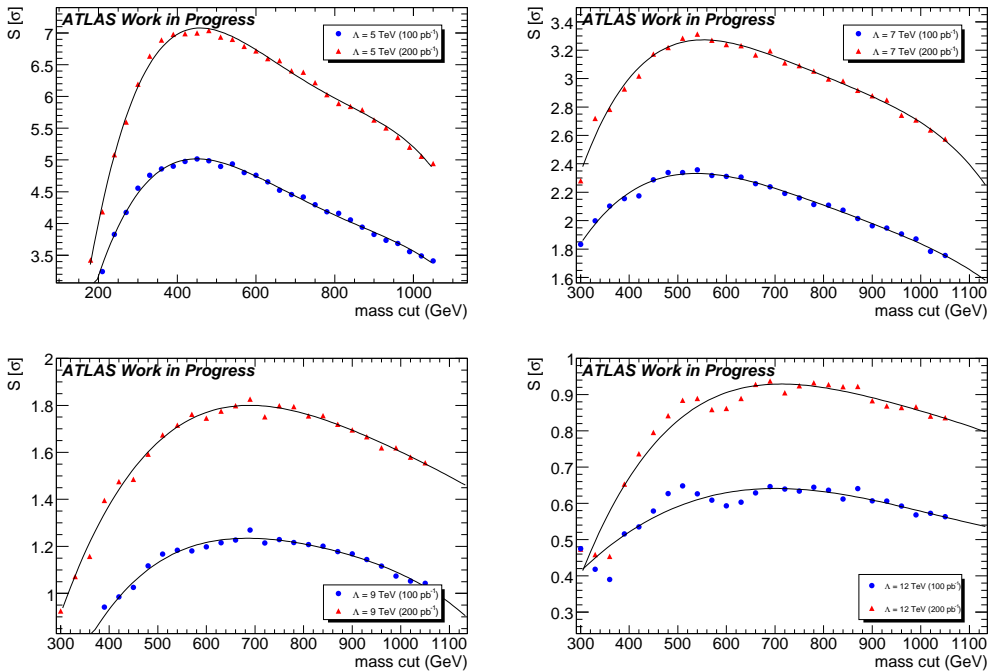 ATLAS Work in Progress
S [σ]
Λ = 5 TeV (100 pb⁻¹)
Λ = 5 TeV (200 pb⁻¹)
7
6.5
6
5.5
5
4.5
4
3.5
200 400 600 800 1000
mass cut (GeV)
ATLAS Work in Progress
S [σ]
Λ = 7 TeV (100 pb⁻¹)
Λ = 7 TeV (200 pb⁻¹)
3.4
3.2
3
2.8
2.6
2.4
2.2
2
1.8
1.6
300 400 500 600 700 800 900 1000 1100
mass cut (GeV)
ATLAS Work in Progress
S [σ]
2
1.8
1.6
1.4
1.2
1
Λ = 9 TeV (100 pb⁻¹)
Λ = 9 TeV (200 pb⁻¹)
300 400 500 600 700 800 900 1000 1100
mass cut (GeV)
ATLAS Work in Progress
S [σ]
1
0.9
0.8
0.7
0.6
0.5
0.4
0.3
Λ = 12 TeV (100 pb⁻¹)
Λ = 12 TeV (200 pb⁻¹)
300 400 500 600 700 800 900 1000 1100
mass cut (GeV)